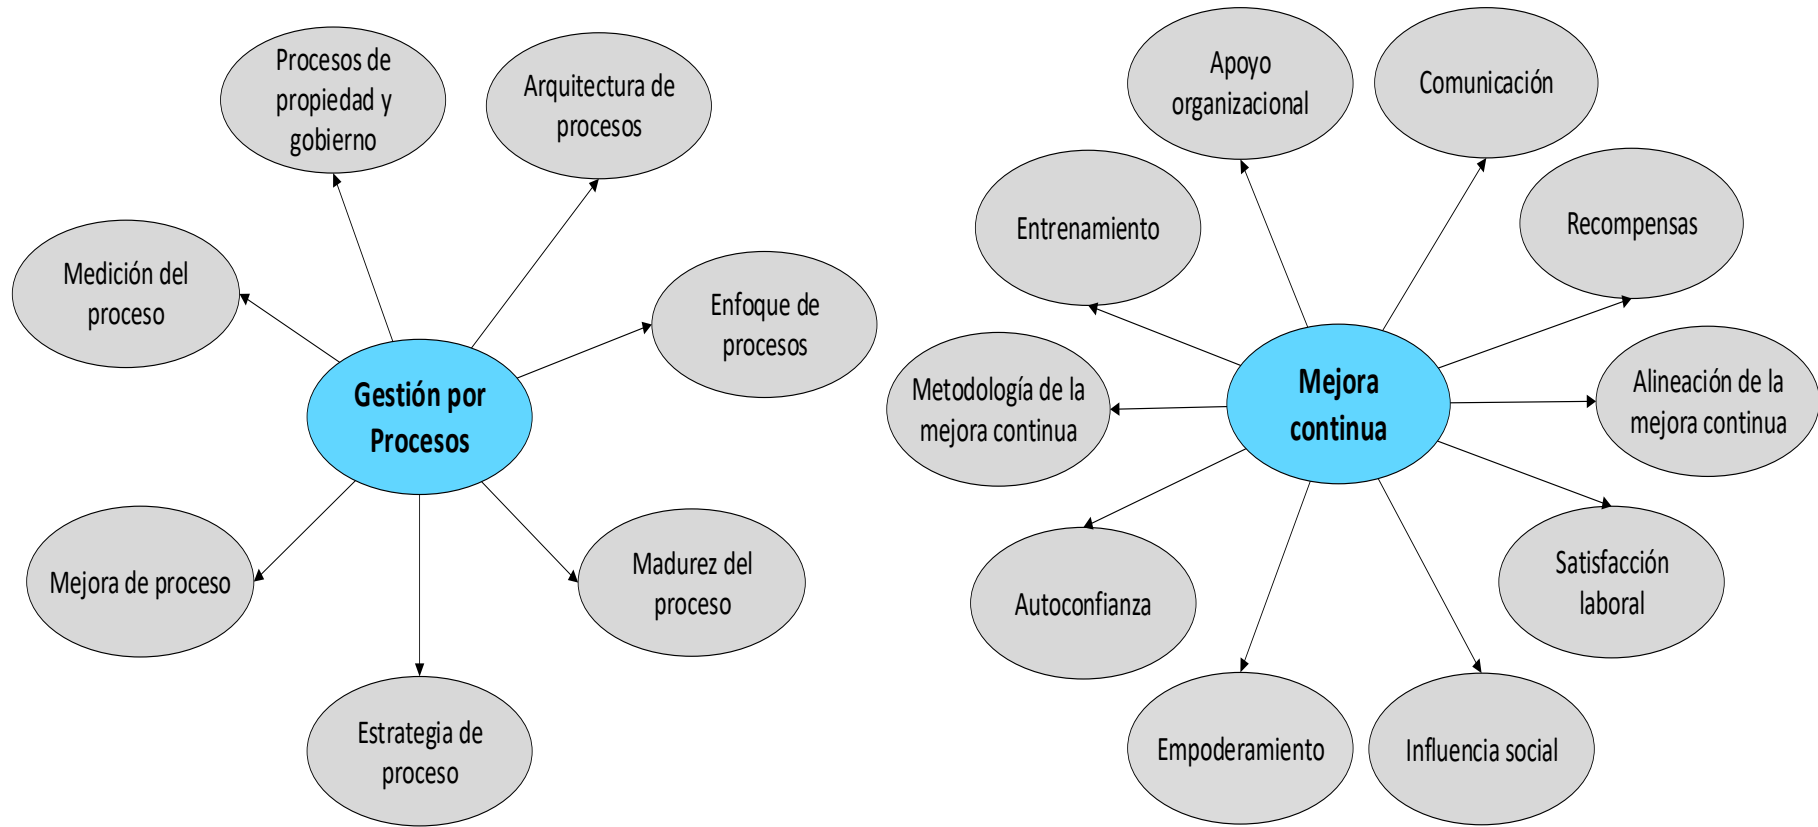 Procesos de
propiedad y
gobierno
Arquitectura de
procesos
Medición del
proceso
Enfoque de
procesos
Gestión por
Procesos
Mejora de proceso
Madurez del
proceso
Estrategia de
proceso
Apoyo
organizacional
Comunicación
Entrenamiento
Recompensas
Metodología de la
mejora continua
Mejora
continua
Alineación de la
mejora continua
Autoconfianza
Satisfacción
laboral
Empoderamiento
Influencia social